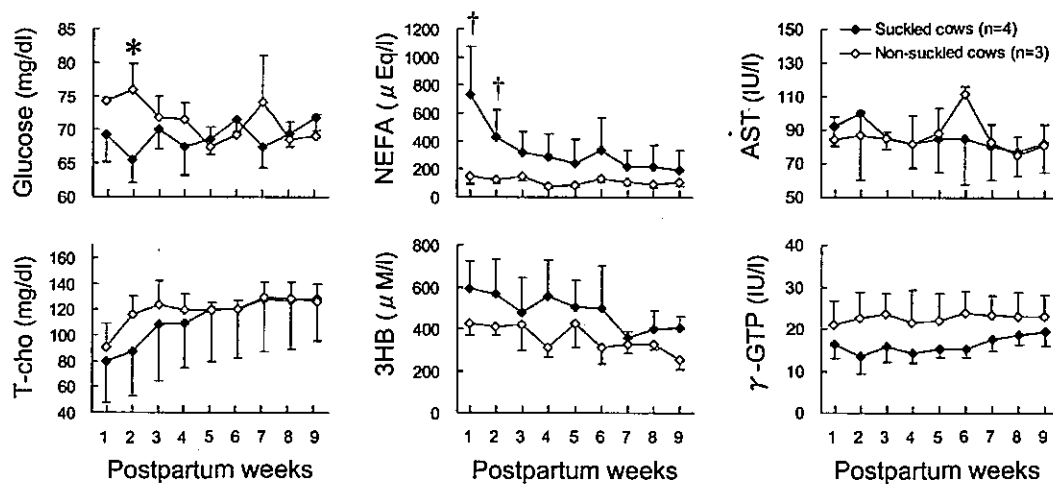 Glucose (mg/dl)
85
80
75
70
65
60
*
NEFA (μ Eq/l)
1200
1000
800
600
400
200
0
†
†
AST (IU/l)
150
130
110
90
70
50
Suckled cows (n=4)
Non-suckled cows (n=3)
1 2 3 4 5 6 7 8 9
1 2 3 4 5 6 7 8 9
1 2 3 4 5 6 7 8 9
T-cho (mg/dl)
160
140
120
100
80
60
40
3HB (μ M/l)
800
600
400
200
0
γ-GTP (IU/l)
40
30
20
10
0
1 2 3 4 5 6 7 8 9
1 2 3 4 5 6 7 8 9
1 2 3 4 5 6 7 8 9
Postpartum weeks
Postpartum weeks
Postpartum weeks